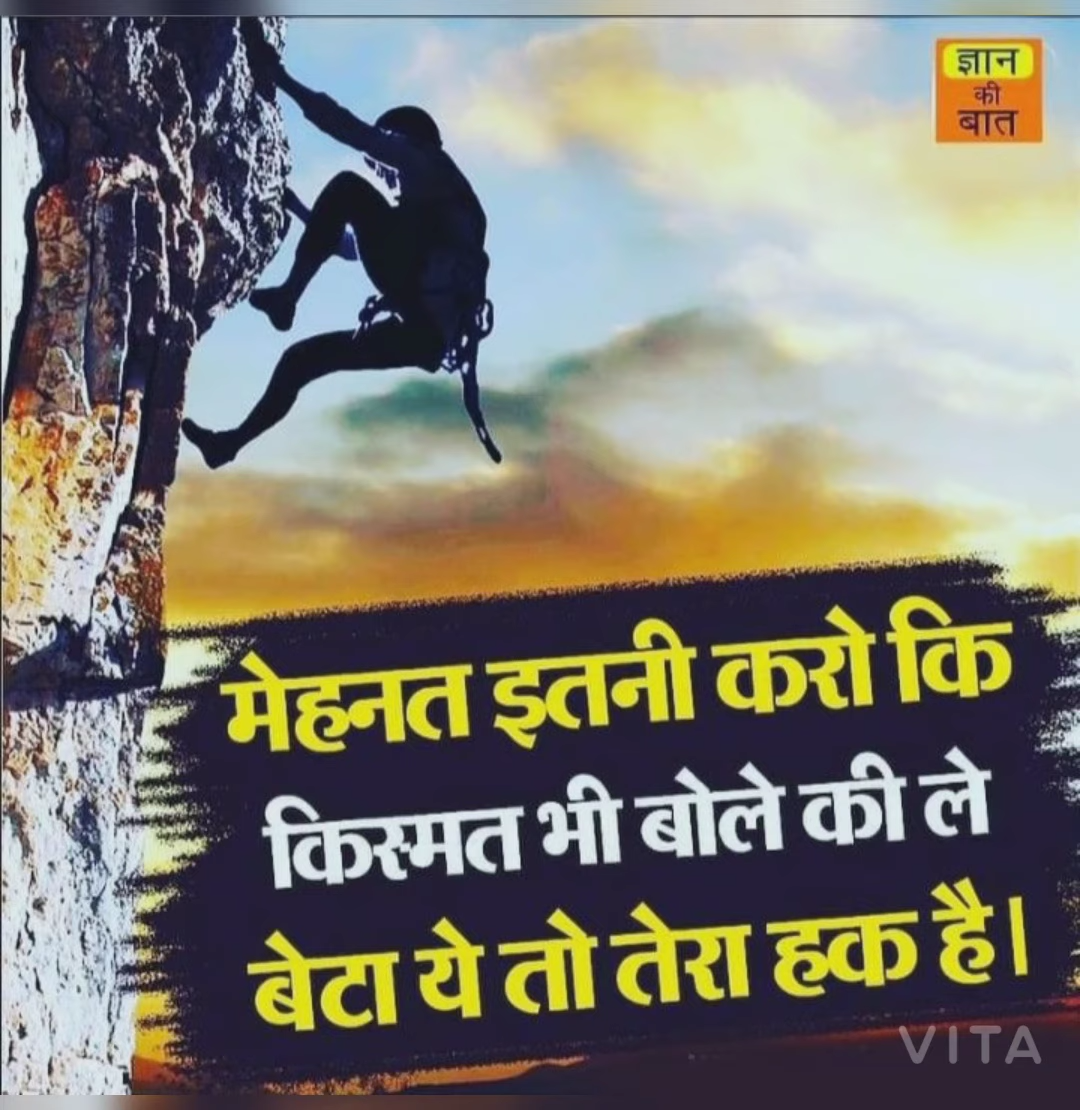 ज्ञान
की
बात
मेहनत इतनी करो कि
किस्मत भी बोले की ले
बेटा ये तो तेरा हक है।
VITA